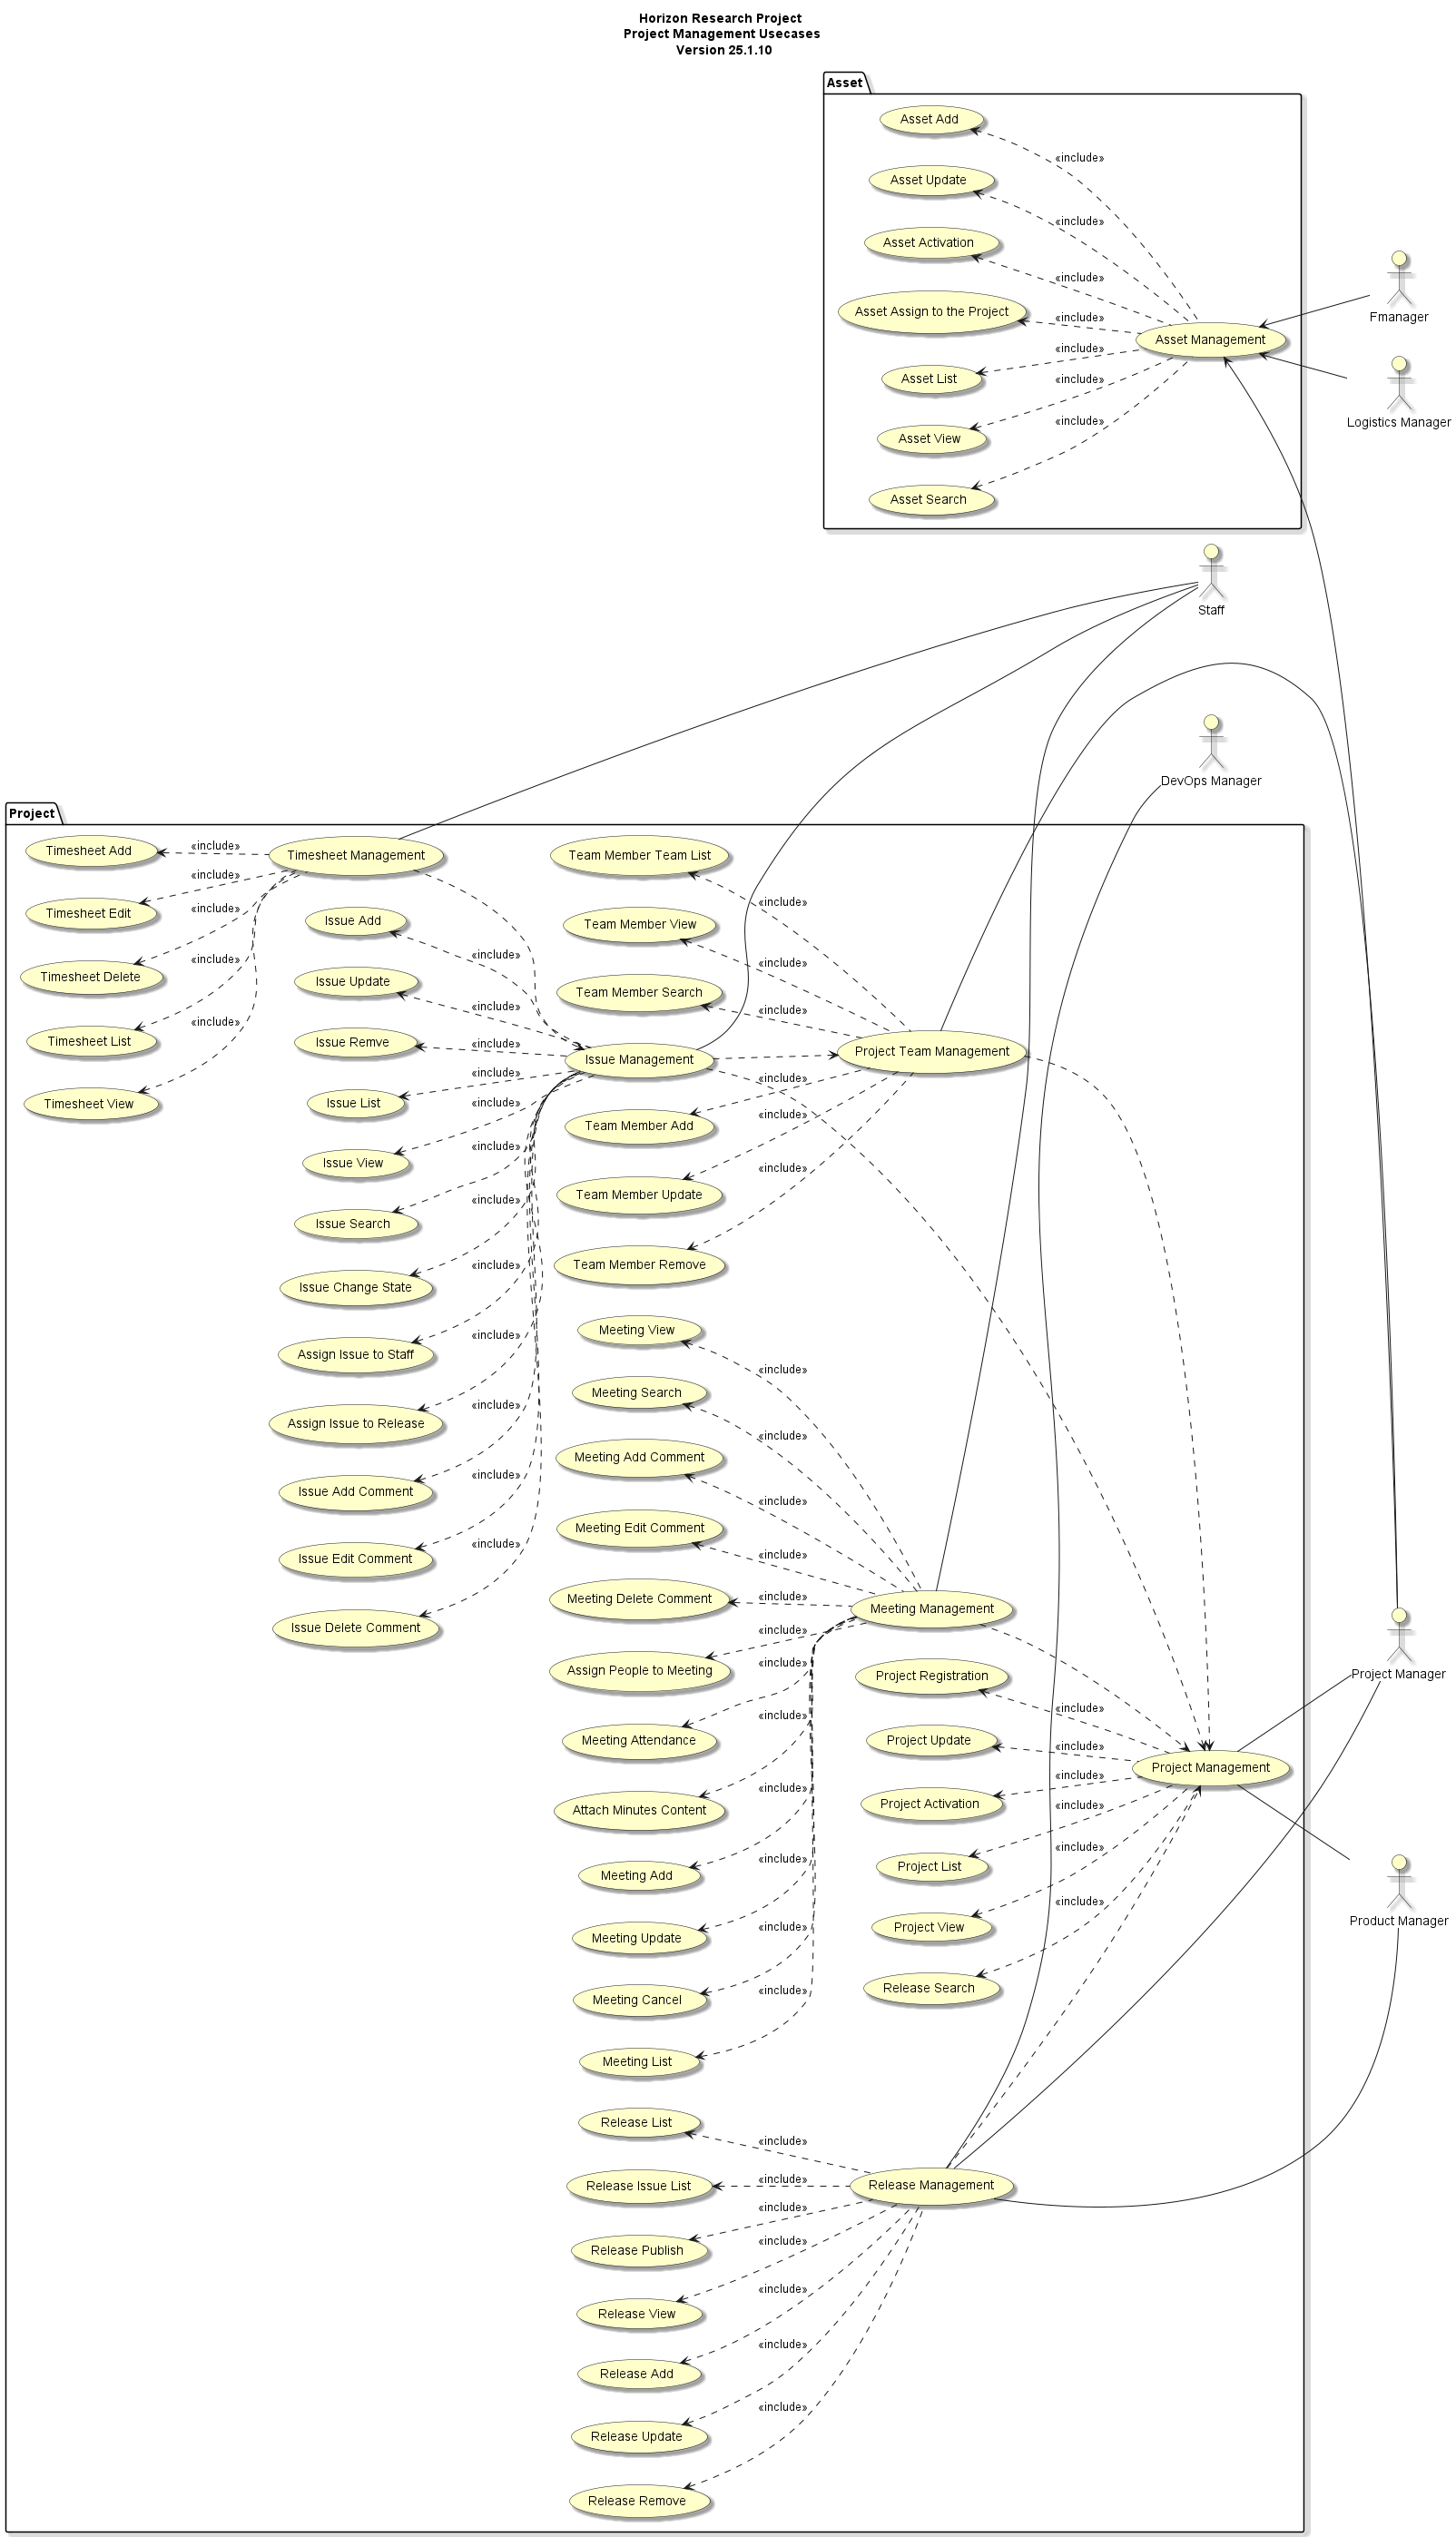 Horizon Research Project
Project Management Usecases
Version 25.1.10
Asset
Asset Add
«include»
Asset Update
«include»
Asset Activation
«include»
Asset Assign to the Project
«include»
Asset List
«include»
Asset View
«include»
Asset Search
«include»
Asset Management
Fmanager
Logistics Manager
Staff
DevOps Manager
Project
Timesheet Add
«include»
Timesheet Management
Timesheet Edit
«include»
Timesheet Delete
«include»
Timesheet List
«include»
Timesheet View
«include»
Issue Add
«include»
Issue Update
«include»
Issue Remve
«include»
Issue Management
Issue List
«include»
Issue View
«include»
Issue Search
«include»
Issue Change State
«include»
Assign Issue to Staff
«include»
Assign Issue to Release
«include»
Issue Add Comment
«include»
Issue Edit Comment
«include»
Issue Delete Comment
«include»
Team Member Team List
«include»
Team Member View
«include»
Team Member Search
«include»
Project Team Management
Team Member Add
«include»
Team Member Update
«include»
Team Member Remove
«include»
Meeting View
«include»
Meeting Search
«include»
Meeting Add Comment
«include»
Meeting Edit Comment
«include»
Meeting Delete Comment
«include»
Meeting Management
Assign People to Meeting
«include»
Meeting Attendance
«include»
Attach Minutes Content
«include»
Meeting Add
«include»
Meeting Update
«include»
Meeting Cancel
«include»
Meeting List
«include»
Project Registration
«include»
Project Update
«include»
Project Activation
«include»
Project List
«include»
Project View
«include»
Release Search
«include»
Project Management
Project Manager
Product Manager
Release List
«include»
Release Issue List
«include»
Release Management
Release Publish
«include»
Release View
«include»
Release Add
«include»
Release Update
«include»
Release Remove
«include»